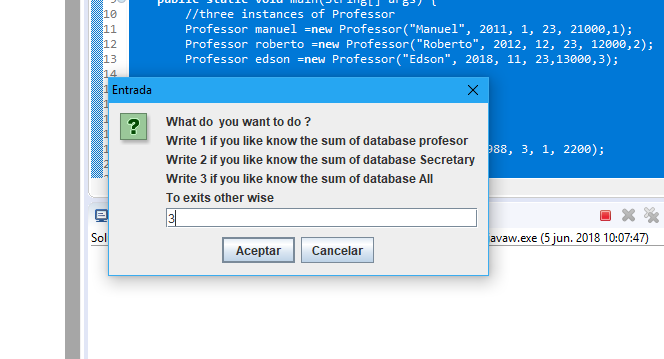 9
public static void main(String[] args) {
10 //three instances of Professor
11 Professor manuel =new Professor("Manuel", 2011, 1, 23, 21000,1);
12 Professor roberto =new Professor("Roberto", 2012, 12, 23, 12000,2);
13 Professor edson =new Professor("Edson", 2018, 11, 23,13000,3);
Entrada
What do you want to do ?
Write 1 if you like know the sum of database profesor
Write 2 if you like know the sum of database Secretary
Write 3 if you like know the sum of database All
To exits other wise
3
Aceptar Cancelar
988, 3, 1, 2200);
Sol
avaw.exe (5 jun. 2018 10:07:47)